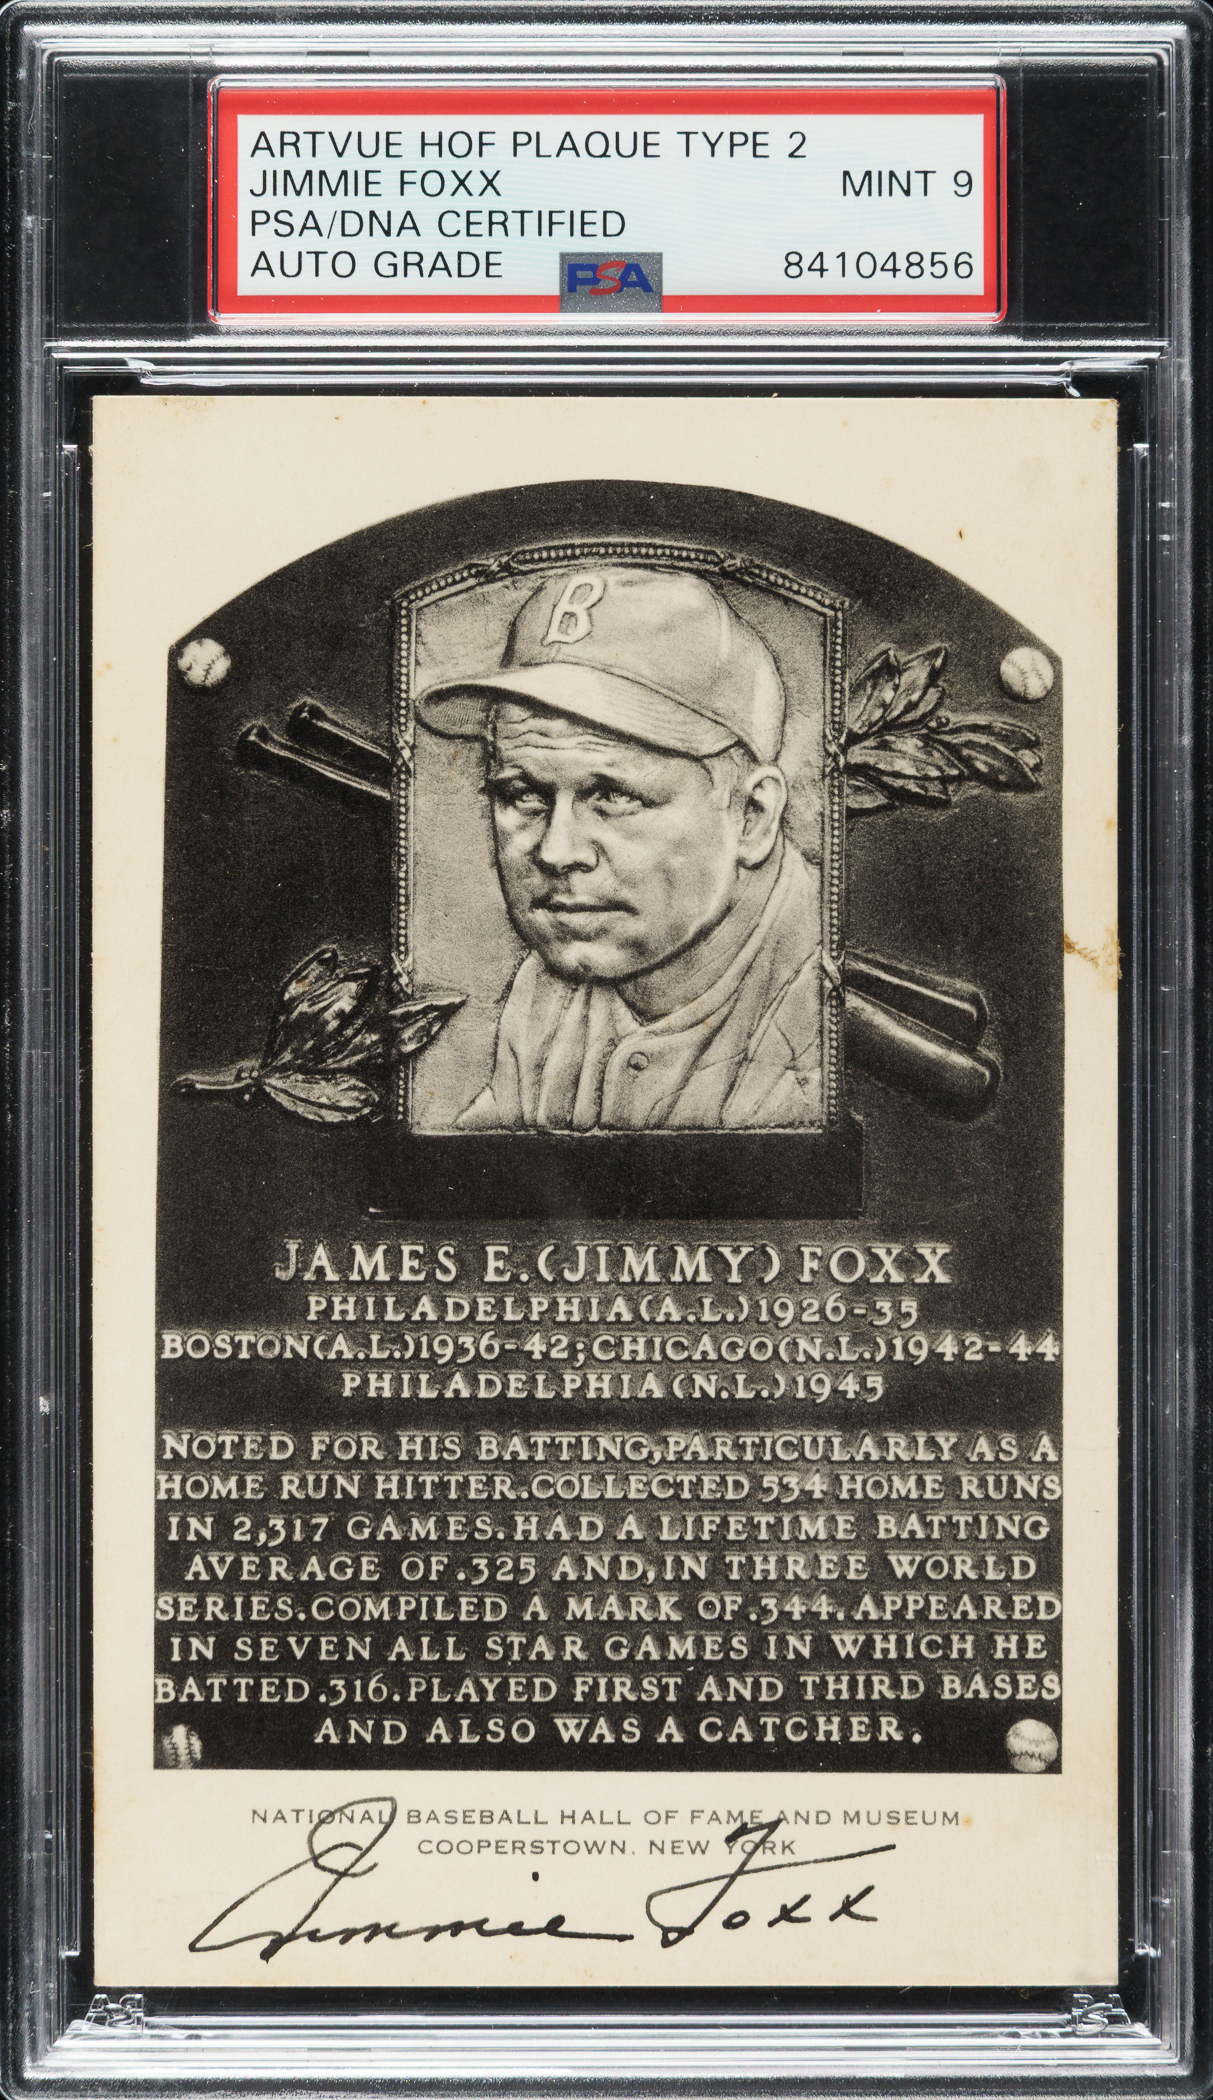 ARTVUE HOF PLAQUE TYPE 2
JIMMIE FOXX MINT 9
PSA/DNA CERTIFIED
AUTO GRADE PSA 84104856
B
JAMES E.(JIMMY) FOXX
PHILADELPHIA(A.L.)1926-35
BOSTON(A.L.)1936-42;CHICAGO(N.L.)1942-44
PHILADELPHIA(N.L.)1945
NOTED FOR HIS BATTING,PARTICULARLY AS A
HOME RUN HITTER.COLLECTED 534 HOME RUNS
IN 2,317 GAMES.HAD A LIFETIME BATTING
AVERAGE OF.325 AND,IN THREE WORLD
SERIES.COMPILED A MARK OF.344.APPEARED
IN SEVEN ALL STAR GAMES IN WHICH HE
BATTED.316.PLAYED FIRST AND THIRD BASES
AND ALSO WAS A CATCHER.
NATIONAL BASEBALL HALL OF FAME AND MUSEUM
COOPERSTOWN. NEW YORK
Jimmie Foxx
PSA PSA